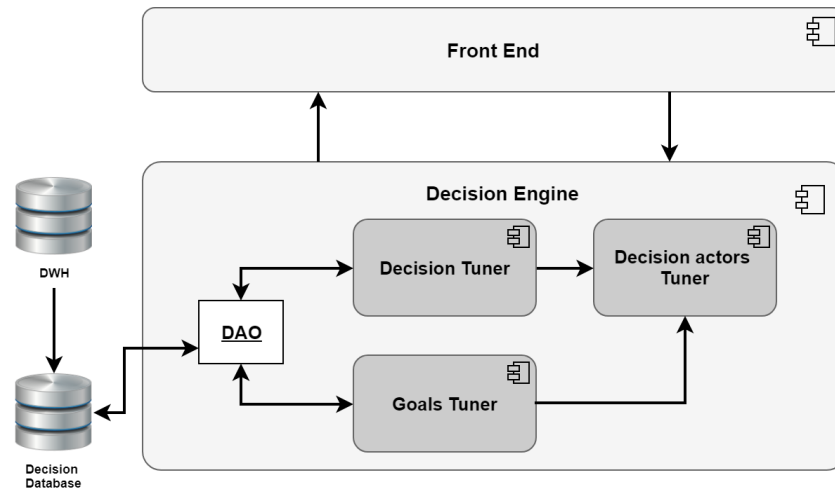 Front End
Decision Engine
Decision Tuner
Decision actors
Tuner
DWH
DAO
Goals Tuner
Decision
Database